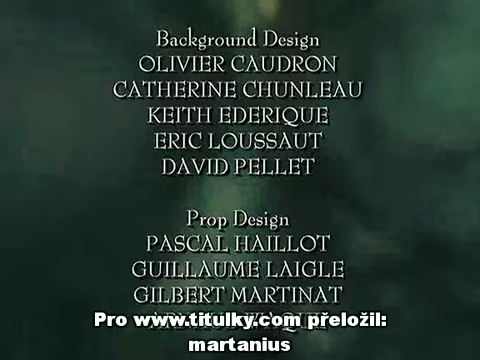 Background Design
OLIVIER CAUDRON
CATHERINE CHUNLEAU
KEITH EDERIQUE
ERIC LOUSSAUT
DAVID PELLET
Prop Design
PASCAL HAILLOT
GUILLAUME LAIGLE
GILBERT MARTINAT
Pro www.titulky.com přeložil:
martanius